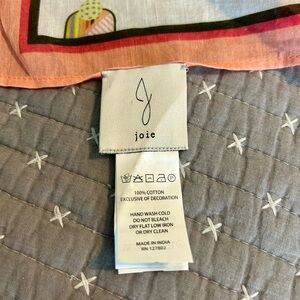 joie
100% COTTON
EXCLUSIVE OF DECORATION
HAND WASH COLD
DO NOT BLEACH
DRY FLAT LOW IRON
OR DRY CLEAN
MADE IN INDIA
RN 127802